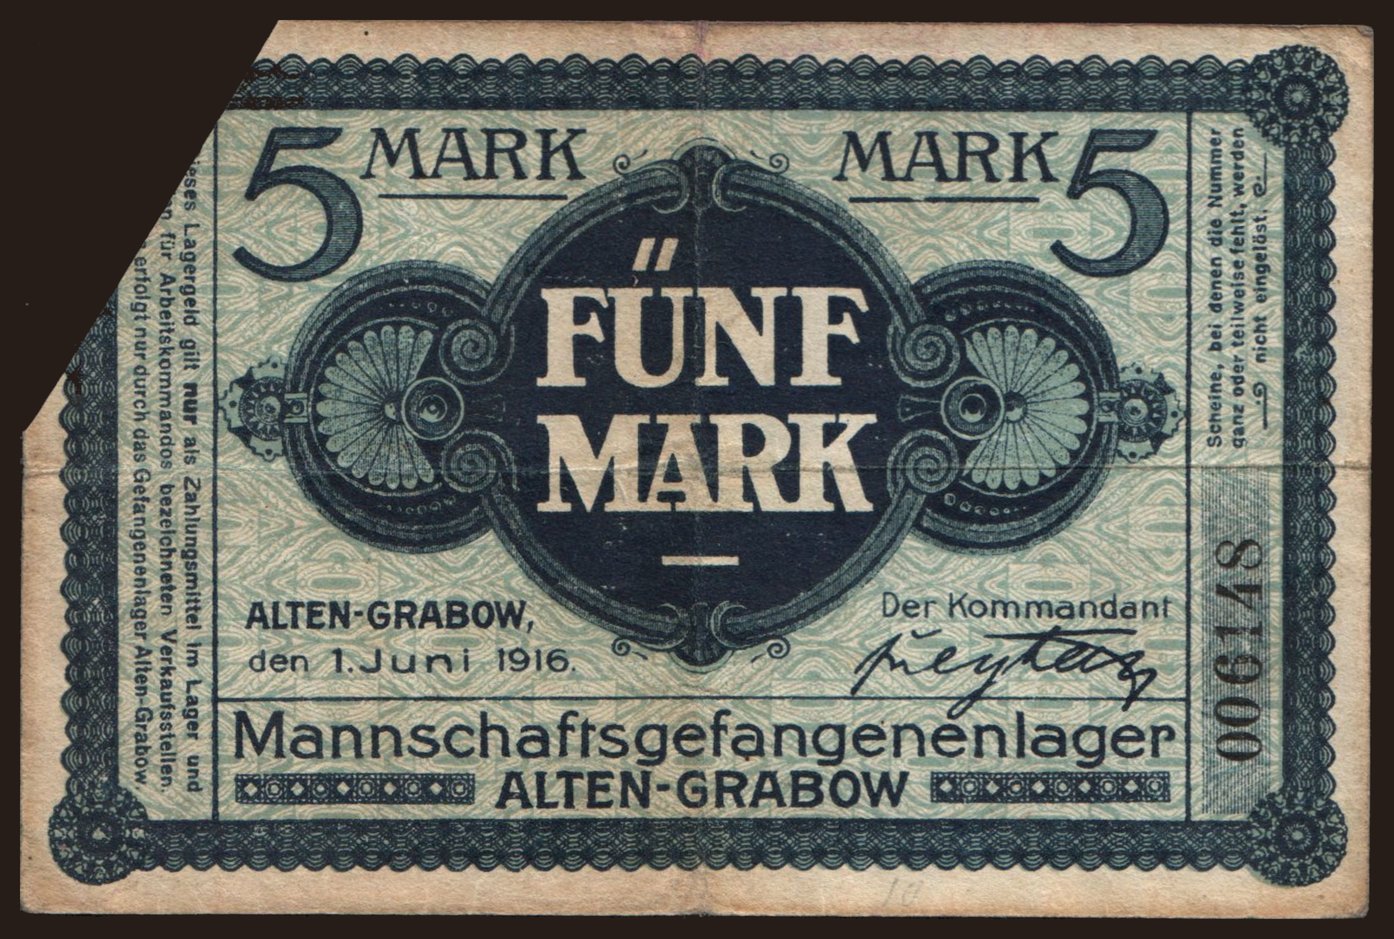 5 MARK
MARK 5
FÜNF
MARK
ALTEN-GRABOW,
den 1. Juni 1916.
Der Kommandant
Mannschaftsgefangenenlager
ALTEN-GRABOW
Lagergeld gilt nur als Zahlungsmittel im Lager und
für Arbeitskommandos bezeichneten Verkaufsstellen.
erfolgt nur durch das Gefangenenlager Alten-Grabow.
Scheine, bei denen die Nummer
ganz oder teilweise fehlt, werden
nicht eingelöst.
006148